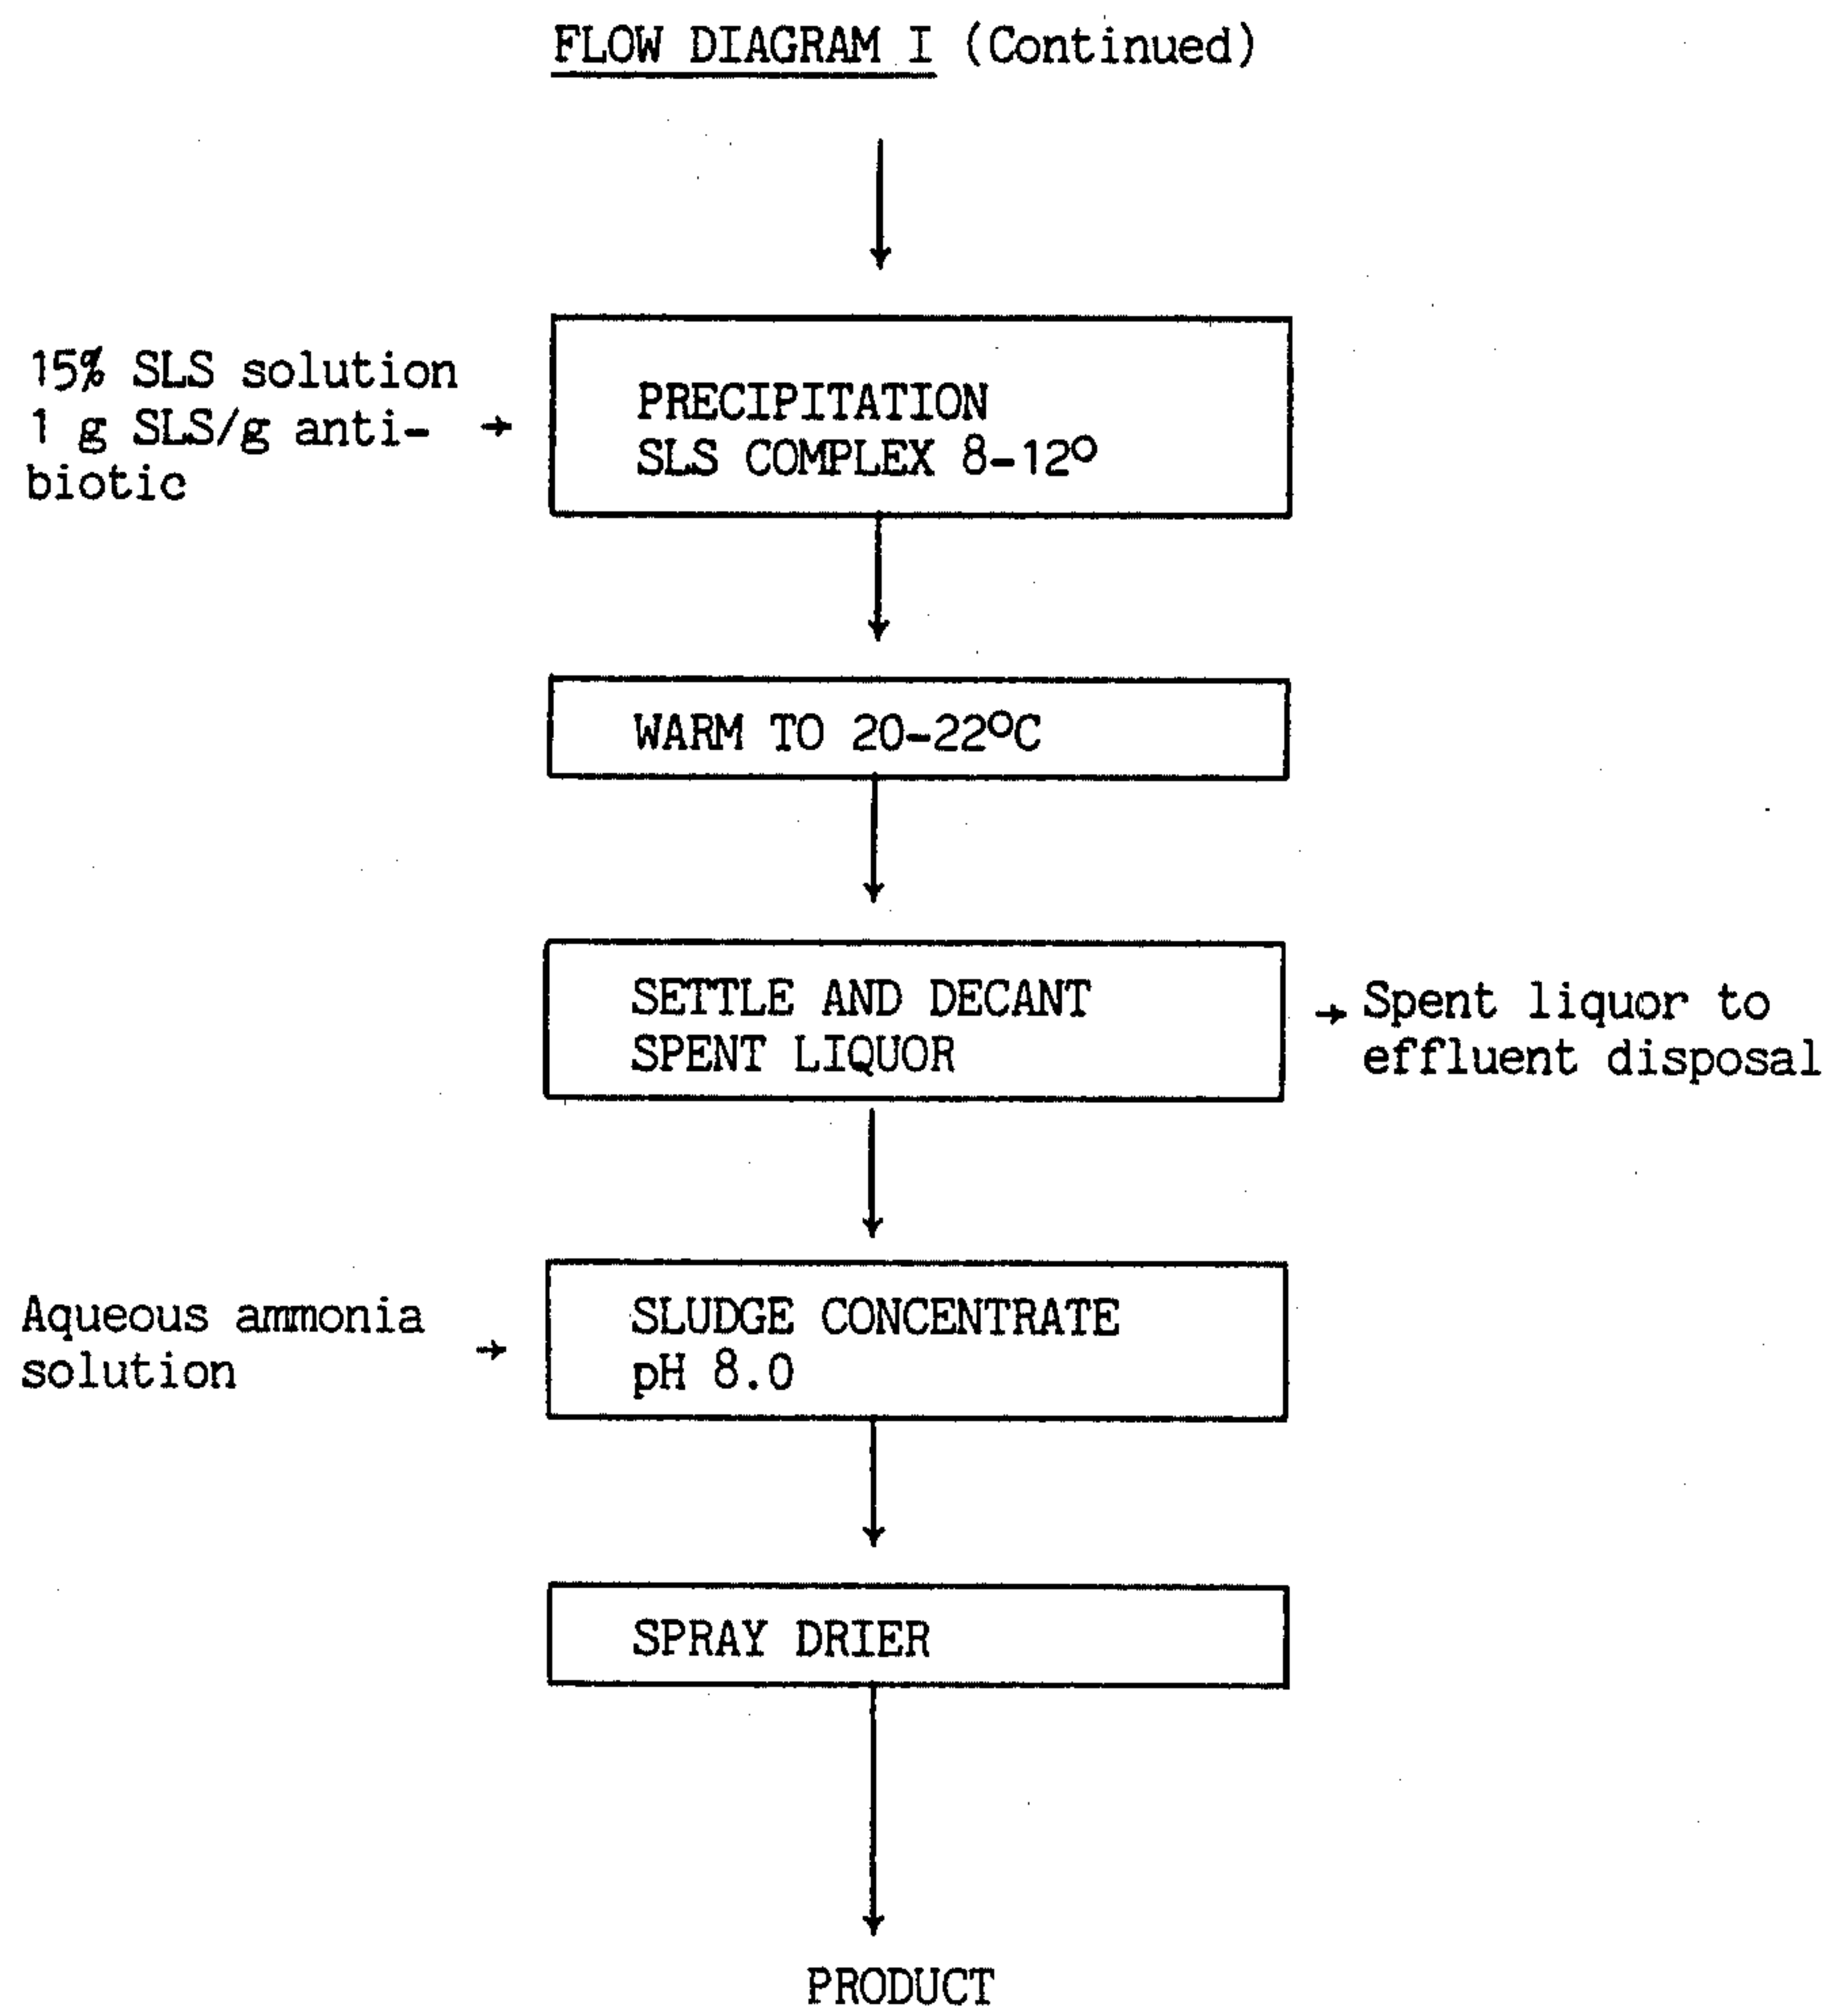 FLOW DIAGRAM I (Continued)
15% SLS solution
1 g SLS/g anti-
biotic
PRECIPITATION
SLS COMPLEX 8-12°
WARM TO 20-22°C
SETTLE AND DECANT
SPENT LIQUOR
Spent liquor to
effluent disposal
Aqueous ammonia
solution
SLUDGE CONCENTRATE
pH 8.0
SPRAY DRIER
PRODUCT